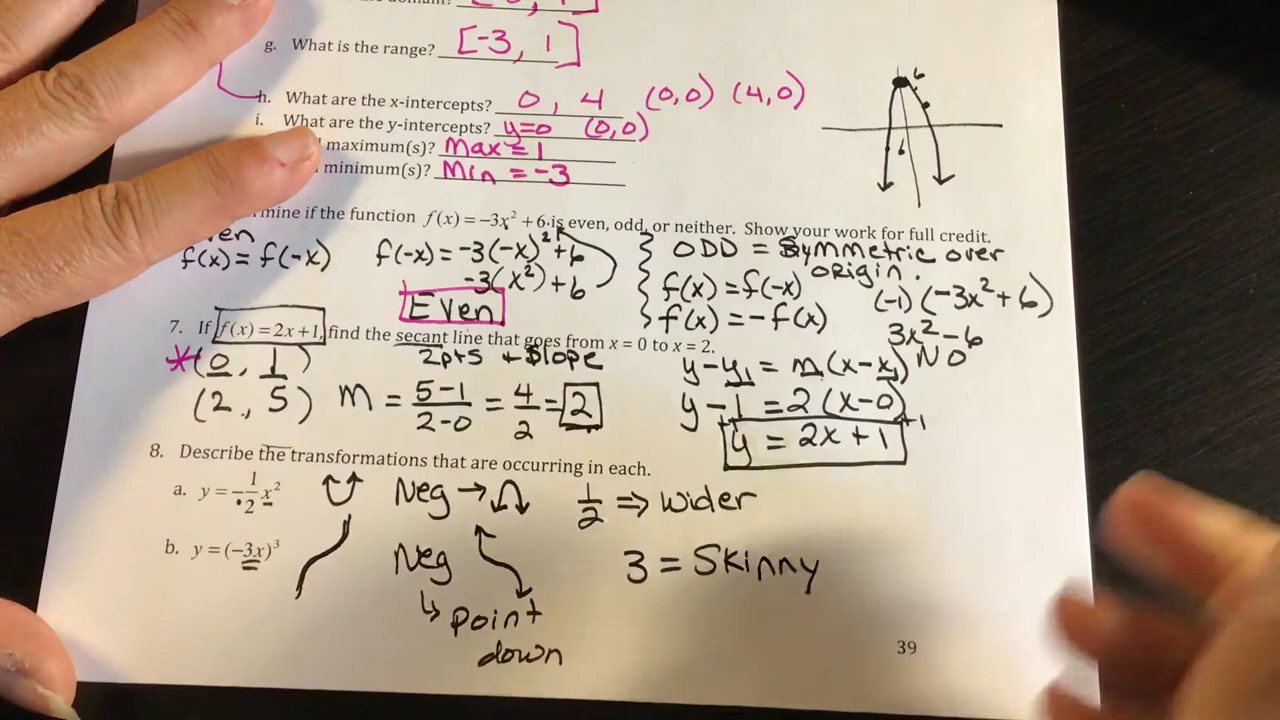 g. What is the range? [-3, 1]
h. What are the x-intercepts? 0, 4 (0,0) (4,0)
i. What are the y-intercepts? y=0 (0,0)
maximum(s)? Max = 1
minimum(s)? Min = -3
6
6
mine if the function f(x) = −3x² + 6 is even, odd, or neither. Show your work for full credit.
f(x) = f(-x)
f(-x) = -3(-x)² + 6
-3(x²) + 6
Even
ODD = Symmetric over
origin.
f(x) = f(-x)
f(x) = -f(x)
(-1)(-3x² + 6)
3x² - 6
NO
7. If f(x) = 2x + 1, find the secant line that goes from x = 0 to x = 2.
*(0, 1)
(2, 5)
2pts + Slope
m = 5-1/2-0 = 4/2 = 2
y - y₁ = m(x - x₁)
y - 1 = 2(x - 0)
+1 +1
y = 2x + 1
8. Describe the transformations that are occurring in each.
a. y = -1/2 x² Neg → 1/2 ⇒ wider
b. y = (−3x)³ Neg 3 = Skinny
↳ Point
down
39